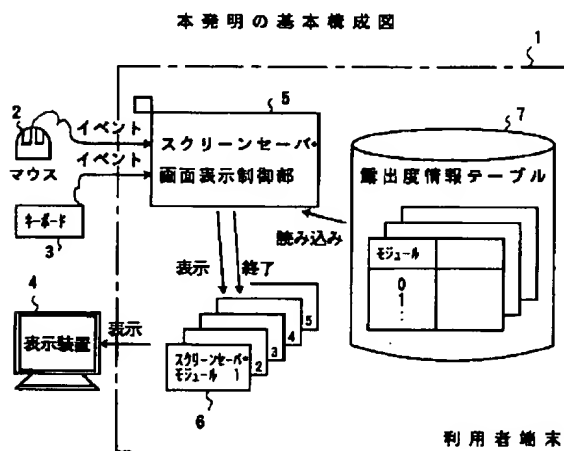 本発明の基本構成図
1
2
5
7
イベント
マウス
イベント
スクリーンセーバ・
画面表示制御部
露出度情報テーブル
キーボード
3
読み込み
表示
終了
モジュール
0
1
:
4
表示装置
表示
5
4
3
2
スクリーンセーバ・
モジュール 1
6
利用者端末